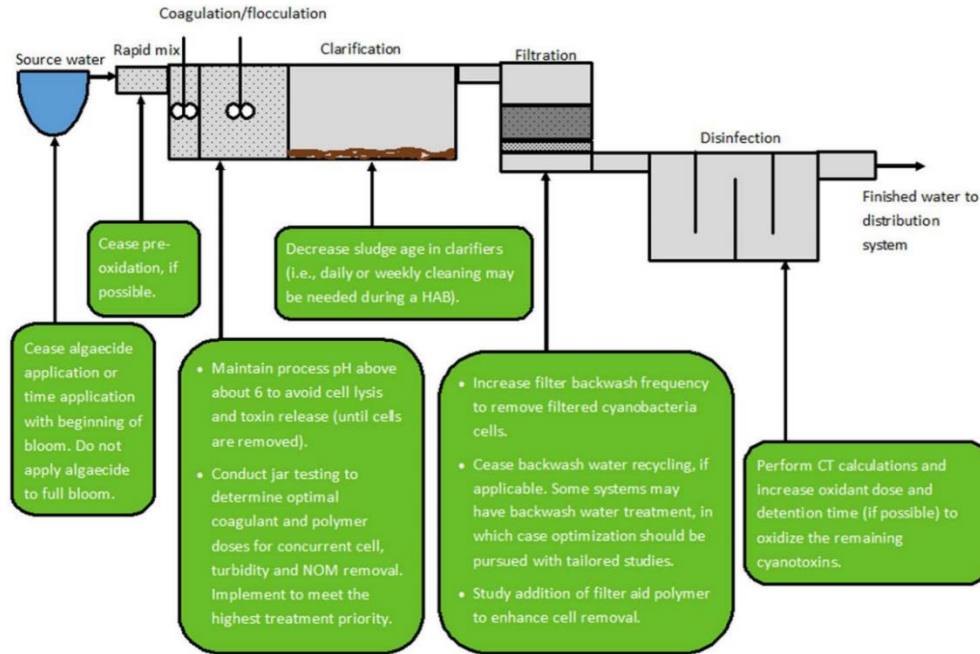 Coagulation/flocculation
Source water
Rapid mix
Clarification
Filtration
Disinfection
Finished water to
distribution
system
Cease pre-
oxidation, if
possible.
Decrease sludge age in clarifiers
(i.e., daily or weekly cleaning may
be needed during a HAB).
Cease algaecide
application or
time application
with beginning of
bloom. Do not
apply algaecide
to full bloom.
• Maintain process pH above
about 6 to avoid cell lysis
and toxin release (until cells
are removed).
• Conduct jar testing to
determine optimal
coagulant and polymer
doses for concurrent cell,
turbidity and NOM removal.
Implement to meet the
highest treatment priority.
• Increase filter backwash frequency
to remove filtered cyanobacteria
cells.
• Cease backwash water recycling, if
applicable. Some systems may
have backwash water treatment, in
which case optimization should be
pursued with tailored studies.
• Study addition of filter aid polymer
to enhance cell removal.
Perform CT calculations and
increase oxidant dose and
detention time (if possible) to
oxidize the remaining
cyanotoxins.